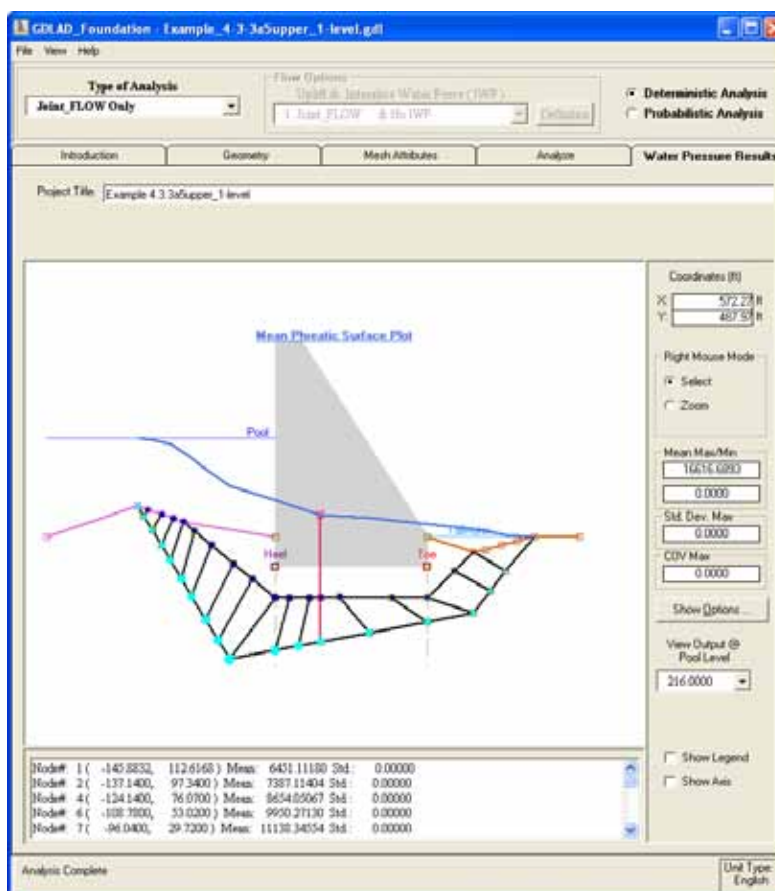 GDLAD_Foundation - Example_4-3-3a5upper_1-level.gdl
File View Help
Type of Analysis
Joint_FLOW Only
Flow Options
Uplift & Interstice Water Force (IWF)
1 Joint_FLOW & No IWF
Definition
Deterministic Analysis
Probabilistic Analysis
Introduction
Geometry
Mesh Attributes
Analyze
Water Pressure Results
Project Title: Example 4.3.3a5upper_1-level
Mean Phreatic Surface Plot
Pool
Heel
Toe
Coordinates (ft)
X: 572.27 ft
Y: 467.97 ft
Right Mouse Mode
Select
Zoom
Mean Max/Min
16616.6893
0.0000
Std. Dev. Max
0.0000
COV Max
0.0000
Show Options ...
View Output @
Pool Level
216.0000
Show Legend
Show Axis
Node#: 1 ( -145.8832, 112.6168 ) Mean: 6451.11180 Std.: 0.00000
Node#: 2 ( -137.1400, 97.3400 ) Mean: 7387.11404 Std.: 0.00000
Node#: 4 ( -124.1400, 76.0700 ) Mean: 8654.05067 Std.: 0.00000
Node#: 6 ( -108.7800, 53.0200 ) Mean: 9950.27130 Std.: 0.00000
Node#: 7 ( -96.0400, 29.7200 ) Mean: 11138.34554 Std.: 0.00000
Analysis Complete
Unit Type:
English